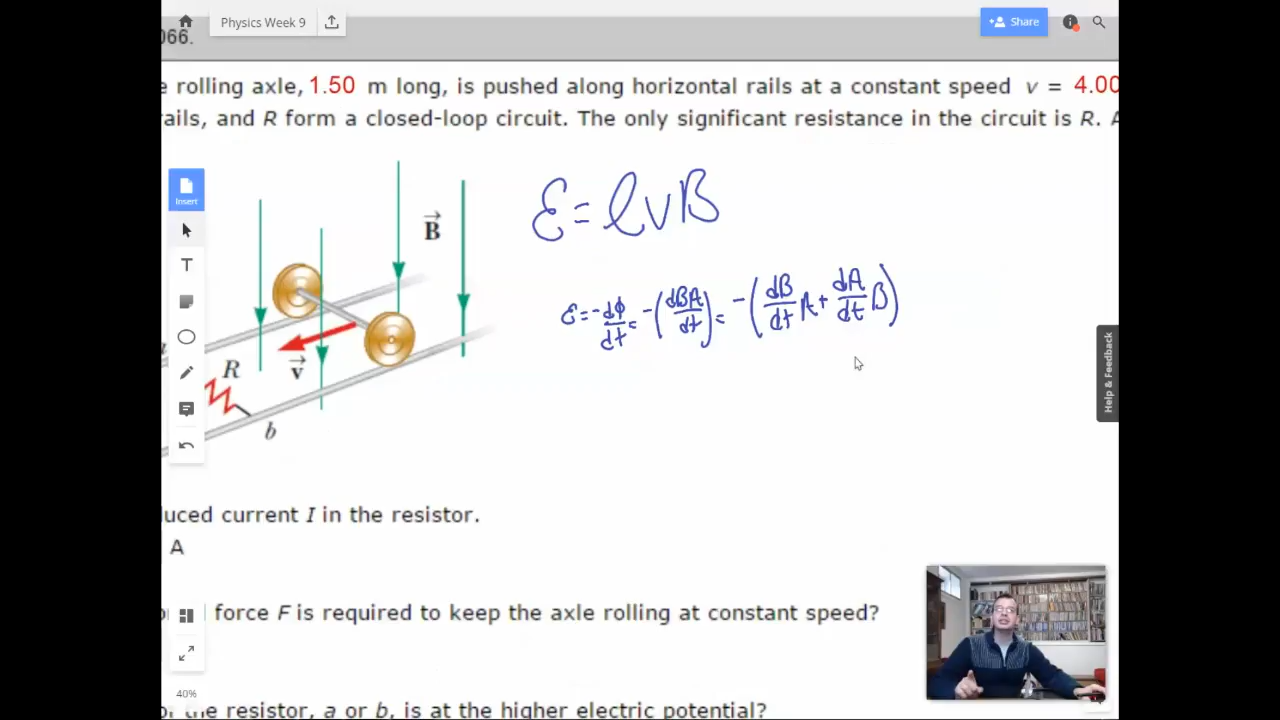 Physics Week 9
Share
066.
e rolling axle, 1.50 m long, is pushed along horizontal rails at a constant speed v = 4.00
rails, and R form a closed-loop circuit. The only significant resistance in the circuit is R. A
Insert
T
B
R
v
b
ℰ = ℓvB
ℰ = -dΦ/dt = -(dBA/dt) = -(dB/dt A + dA/dt B)
Help & Feedback
duced current I in the resistor.
A
force F is required to keep the axle rolling at constant speed?
40%
of the resistor, a or b, is at the higher electric potential?